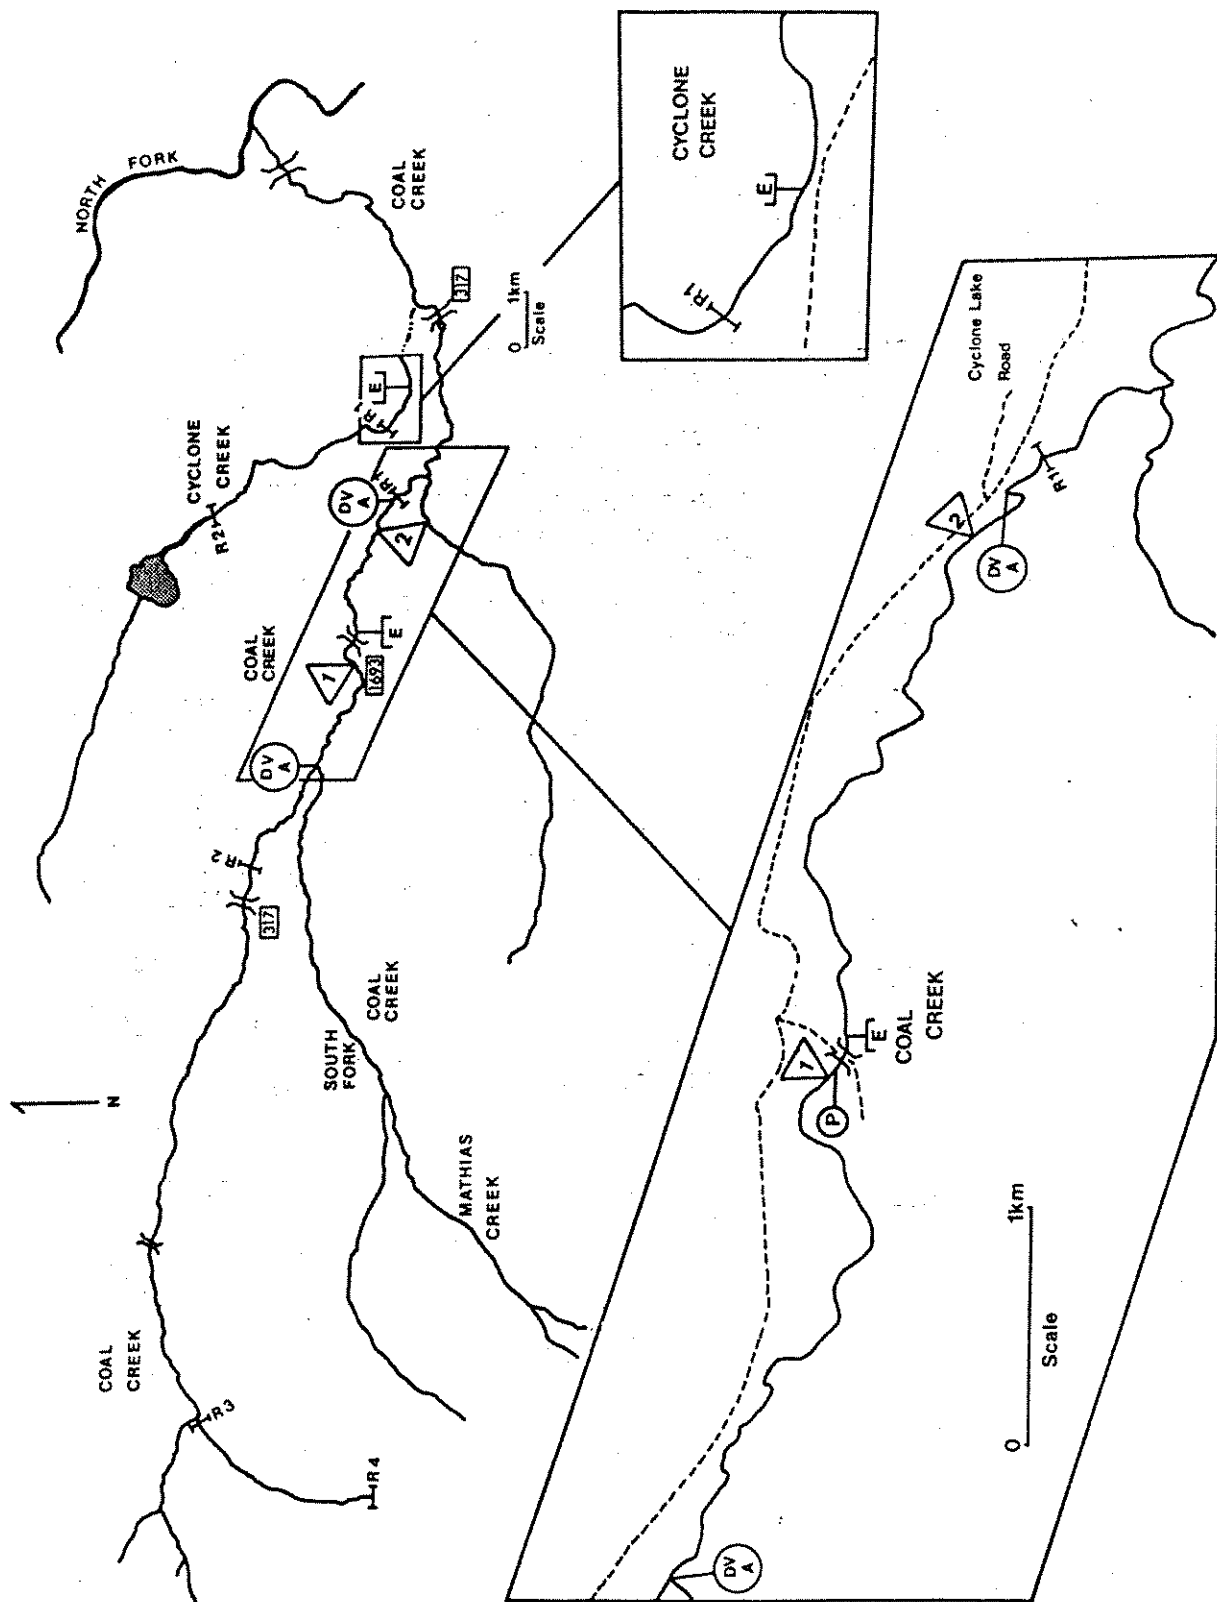 NORTH
FORK
COAL
CREEK
317
0 1km
Scale
CYCLONE
CREEK
E
R1
CYCLONE
CREEK
R2
E
R1
DV
A
R1
2
COAL
CREEK
E
1
1693
DV
A
R2
317
SOUTH
FORK
COAL
CREEK
MATHIAS
CREEK
N
COAL
CREEK
R3
R4
Cyclone Lake
Road
R1
2
DV
A
1
E
P
COAL
CREEK
0 1km
Scale
DV
A